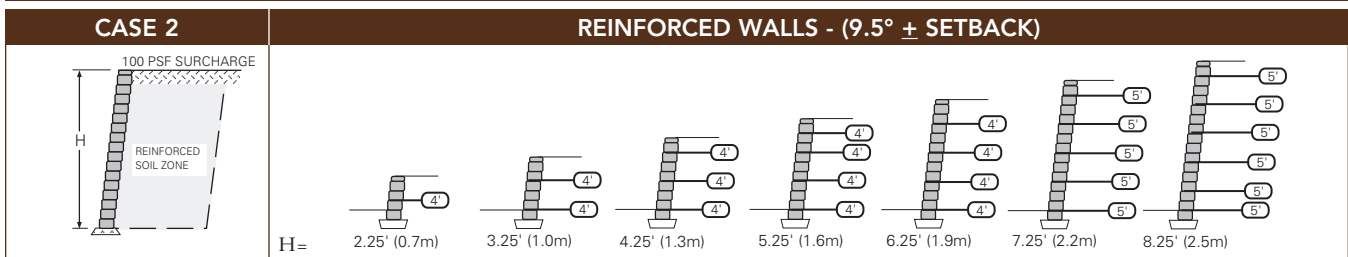 CASE 2
REINFORCED WALLS - (9.5° ± SETBACK)
100 PSF SURCHARGE
H
REINFORCED
SOIL ZONE
H=
4'
2.25' (0.7m)
4'
4'
3.25' (1.0m)
4'
4'
4'
4.25' (1.3m)
4'
4'
4'
4'
5.25' (1.6m)
4'
4'
4'
4'
6.25' (1.9m)
5'
5'
5'
5'
5'
7.25' (2.2m)
5'
5'
5'
5'
5'
5'
8.25' (2.5m)